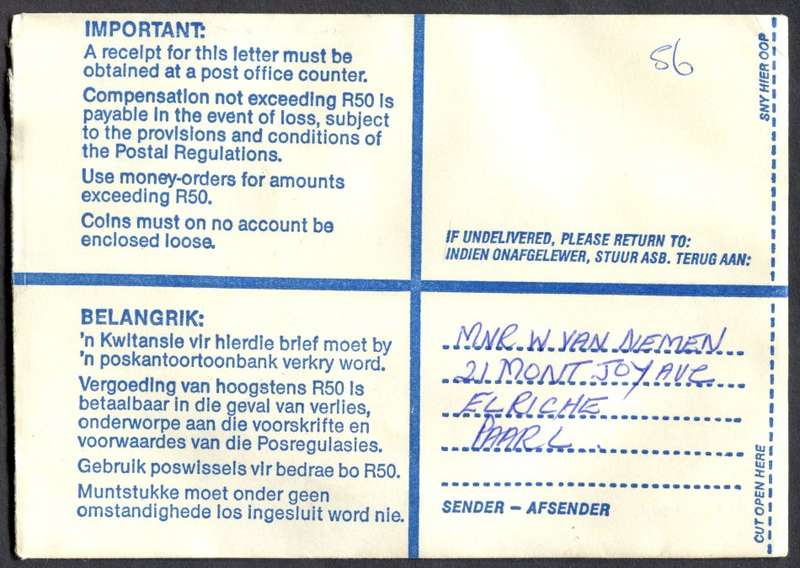 IMPORTANT:
A receipt for this letter must be
obtained at a post office counter.
Compensation not exceeding R50 is
payable in the event of loss, subject
to the provisions and conditions of
the Postal Regulations.
Use money-orders for amounts
exceeding R50.
Coins must on no account be
enclosed loose.
56
SNY HIER OOP
IF UNDELIVERED, PLEASE RETURN TO:
INDIEN ONAFGELEWER, STUUR ASB. TERUG AAN:
BELANGRIK:
'n Kwitansie vir hierdie brief moet by
'n poskantoortoonbank verkry word.
Vergoeding van hoogstens R50 is
betaalbaar in die geval van verlies,
onderworpe aan die voorskrifte en
voorwaardes van die Posregulasies.
Gebruik poswissels vir bedrae bo R50.
Muntstukke moet onder geen
omstandighede los ingesluit word nie.
MNR W VAN NEMEN
21 MONT JOY AVE
ELRICHE
PAARL
SENDER – AFSENDER
CUT OPEN HERE